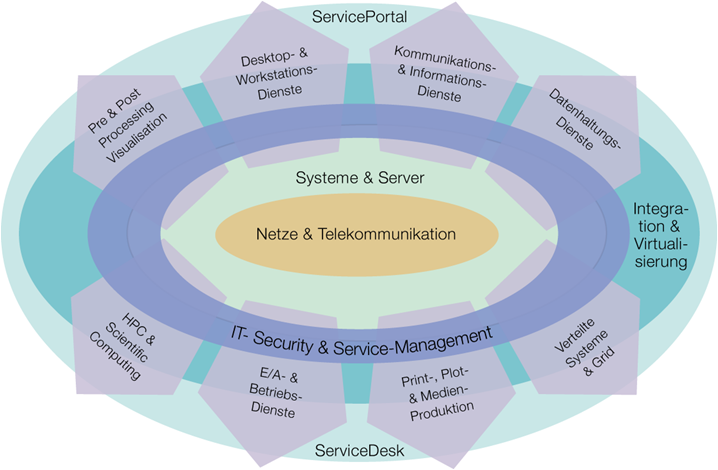 ServicePortal
Desktop- &
Workstations-
Dienste
Kommunikations-
& Informations-
Dienste
Pre & Post
Processing
Visualisation
Datenhaltungs-
Dienste
Systeme & Server
Netze & Telekommunikation
Integra-
tion &
Virtuali-
sierung
HPC &
Scientific
Computing
IT- Security & Service-Management
Verteilte
Systeme
& Grid
E/A- &
Betriebs-
Dienste
Print-, Plot-
& Medien-
Produktion
ServiceDesk